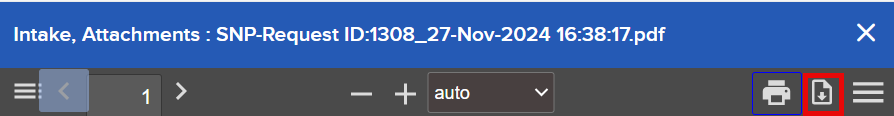 Intake, Attachments : SNP-Request ID:1308_27-Nov-2024 16:38:17.pdf
1 auto